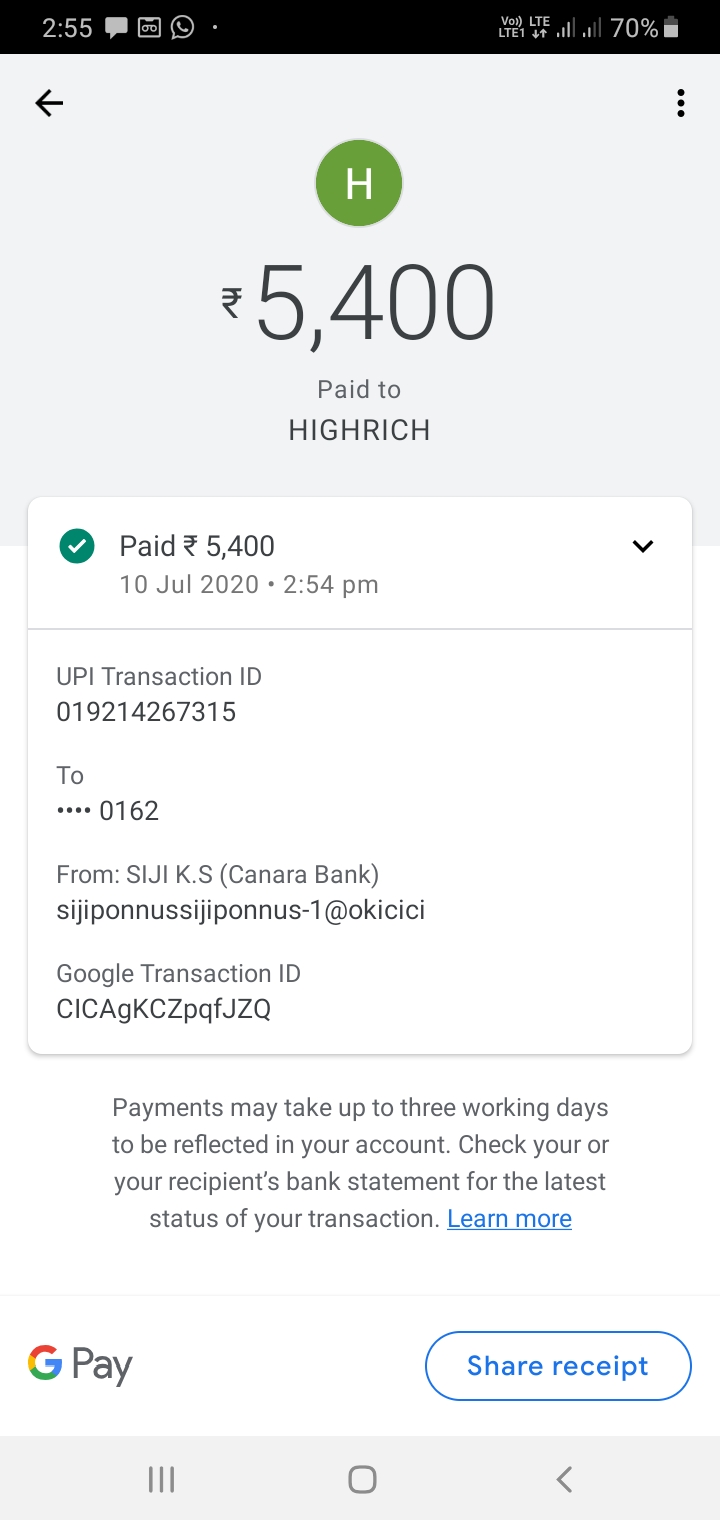 2:55
Vo)) LTE
LTE1
70%
H
₹5,400
Paid to
HIGHRICH
Paid ₹ 5,400
10 Jul 2020 • 2:54 pm
UPI Transaction ID
019214267315
To
•••• 0162
From: SIJI K.S (Canara Bank)
sijiponnussijiponnus-1@okicici
Google Transaction ID
CICAgKCZpqfJZQ
Payments may take up to three working days
to be reflected in your account. Check your or
your recipient’s bank statement for the latest
status of your transaction. Learn more
G Pay
Share receipt